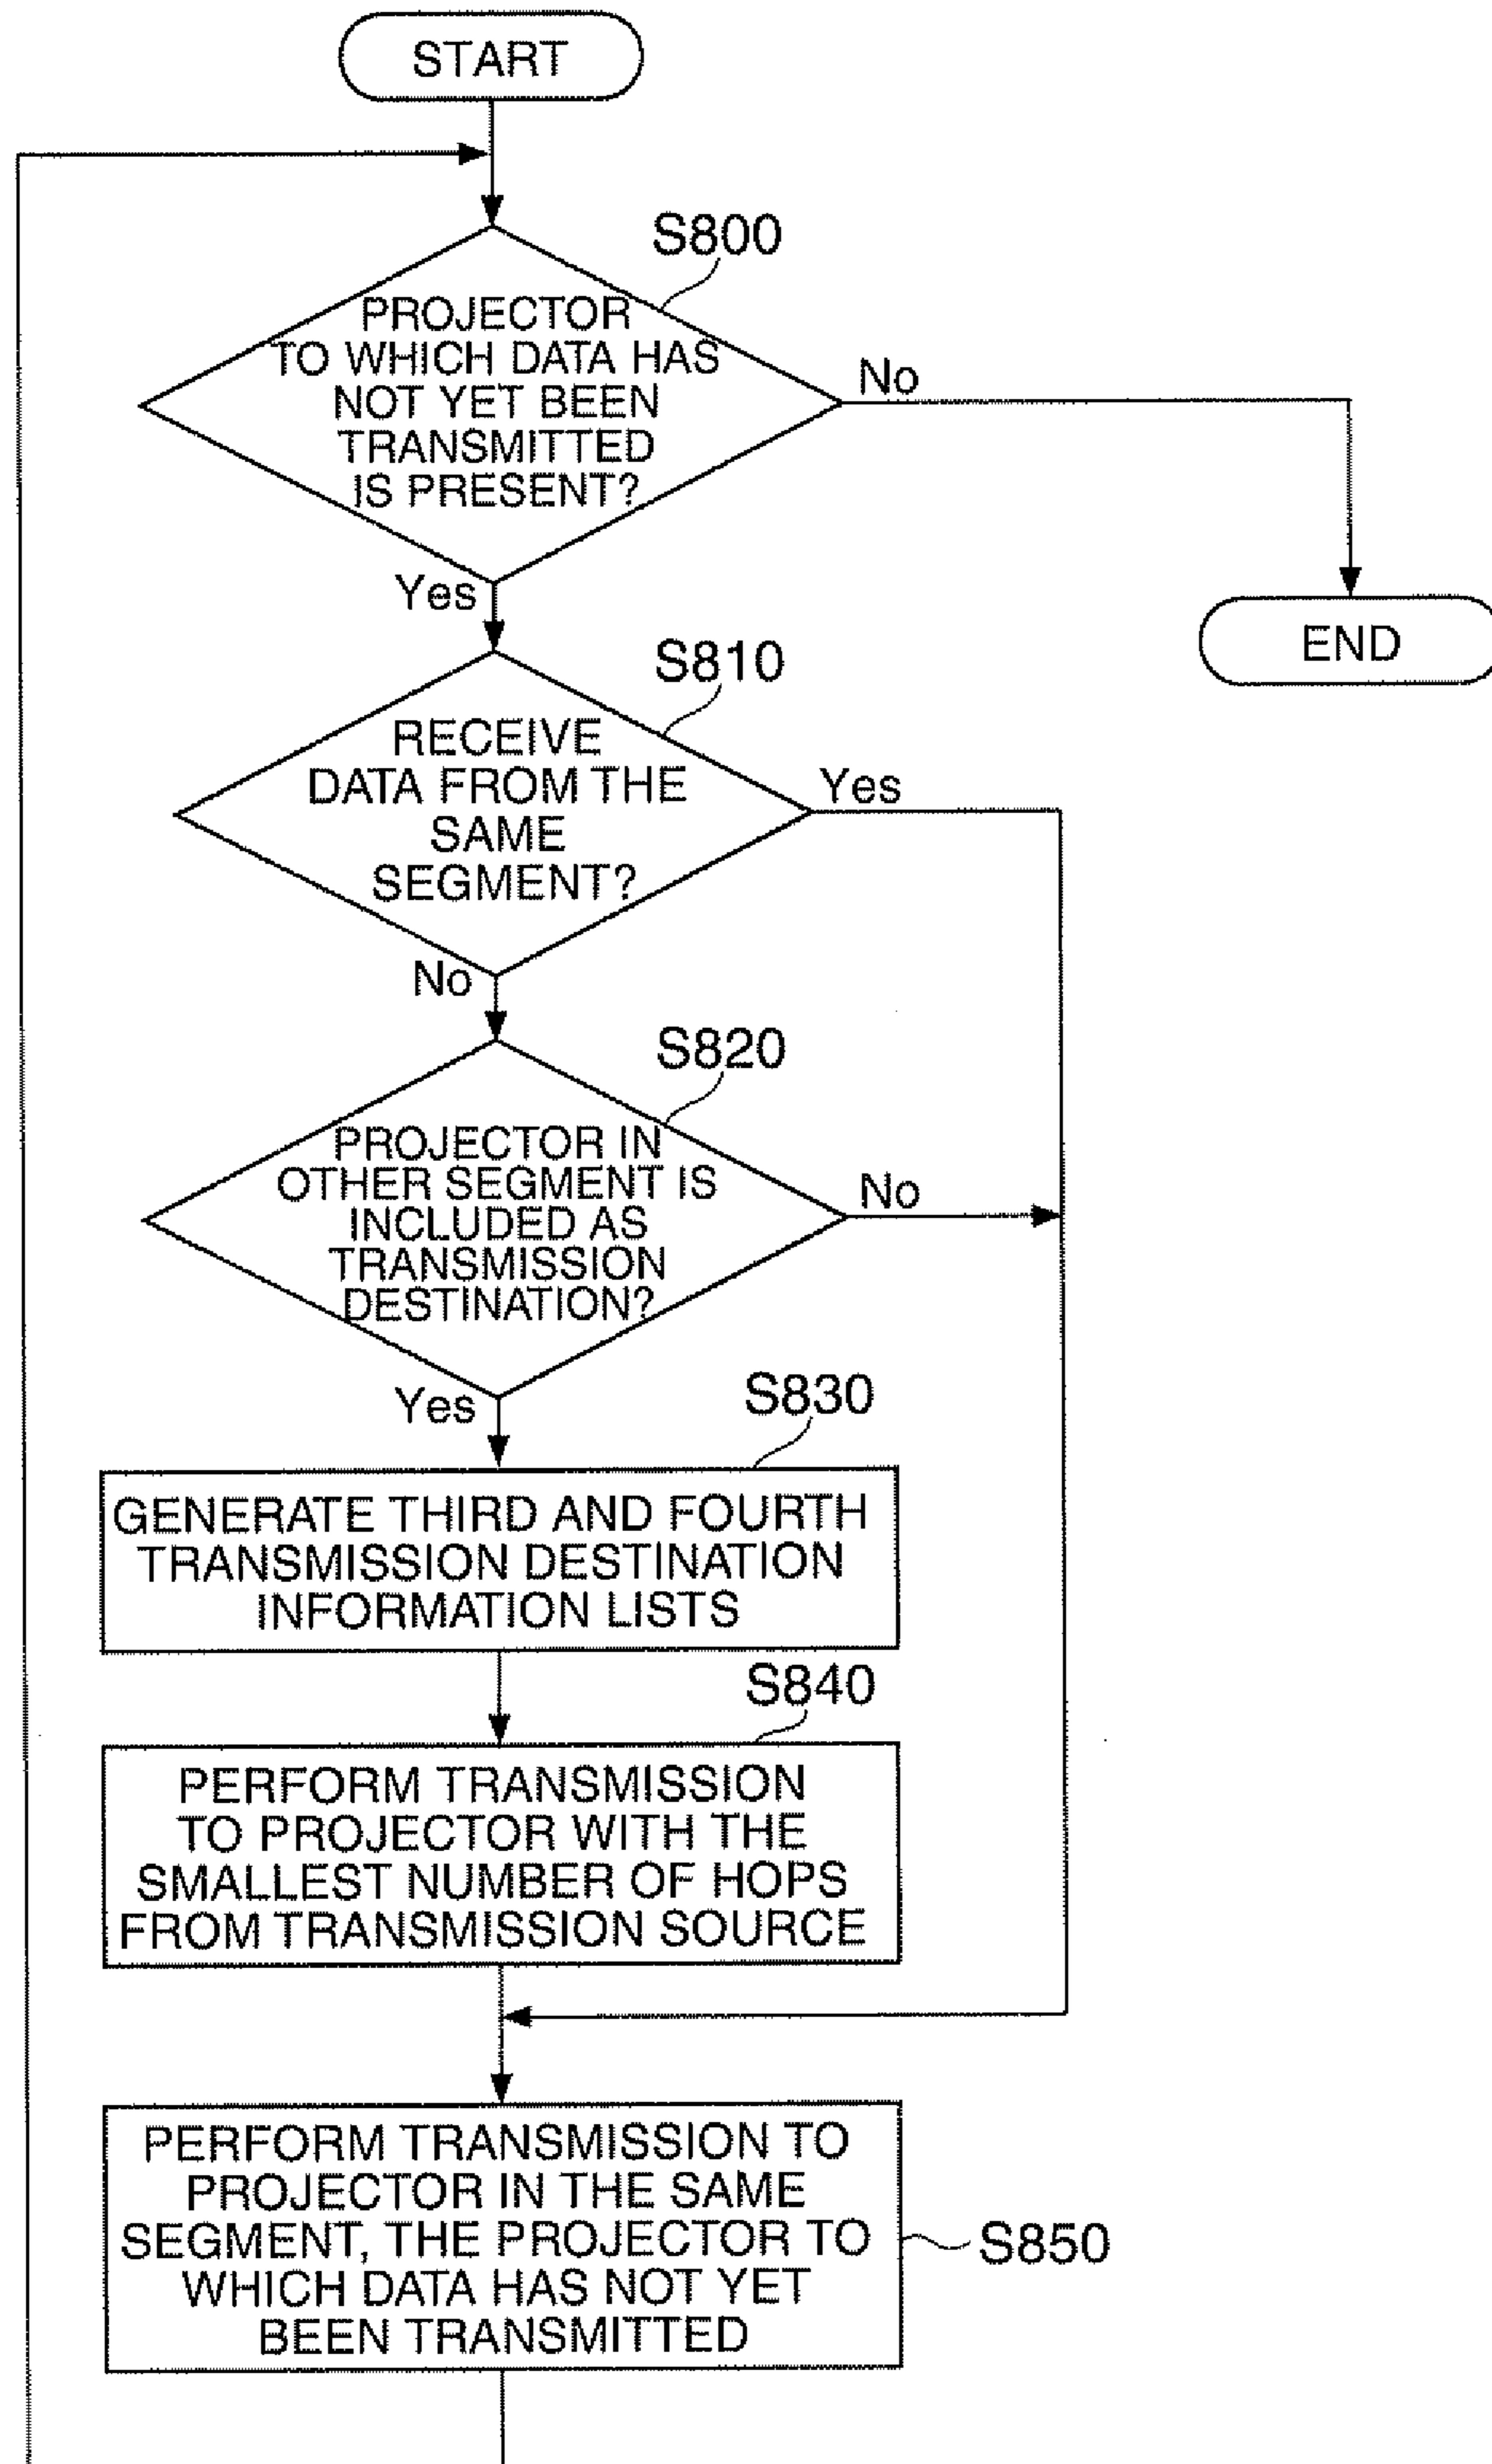 START
S800
PROJECTOR
TO WHICH DATA HAS
NOT YET BEEN
TRANSMITTED
IS PRESENT?
No
Yes
END
S810
RECEIVE
DATA FROM THE
SAME
SEGMENT?
Yes
No
S820
PROJECTOR IN
OTHER SEGMENT IS
INCLUDED AS
TRANSMISSION
DESTINATION?
No
Yes
S830
GENERATE THIRD AND FOURTH
TRANSMISSION DESTINATION
INFORMATION LISTS
S840
PERFORM TRANSMISSION
TO PROJECTOR WITH THE
SMALLEST NUMBER OF HOPS
FROM TRANSMISSION SOURCE
PERFORM TRANSMISSION TO
PROJECTOR IN THE SAME
SEGMENT, THE PROJECTOR TO
WHICH DATA HAS NOT YET
BEEN TRANSMITTED
S850